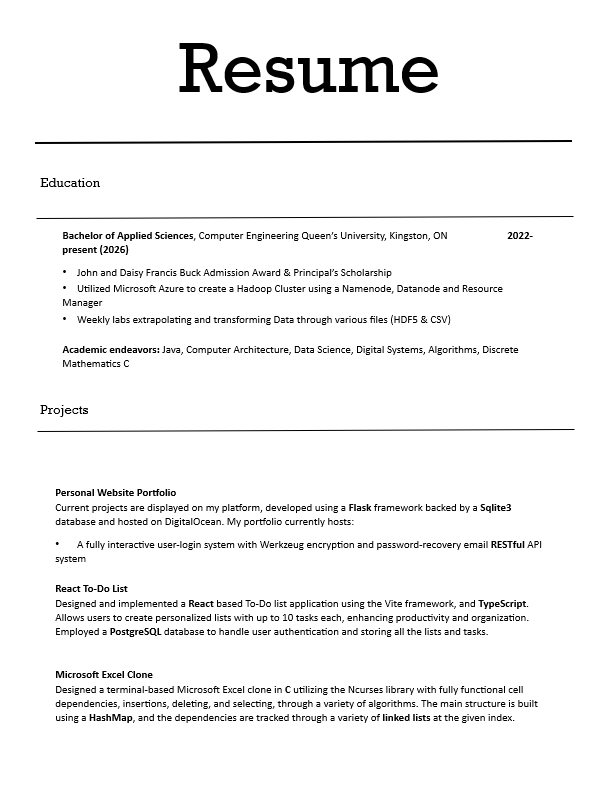 Resume
Education
Bachelor of Applied Sciences, Computer Engineering Queen's University, Kingston, ON 2022-
present (2026)
• John and Daisy Francis Buck Admission Award & Principal's Scholarship
• Utilized Microsoft Azure to create a Hadoop Cluster using a Namenode, Datanode and Resource
Manager
• Weekly labs extrapolating and transforming Data through various files (HDF5 & CSV)
Academic endeavors: Java, Computer Architecture, Data Science, Digital Systems, Algorithms, Discrete
Mathematics C
Projects
Personal Website Portfolio
Current projects are displayed on my platform, developed using a Flask framework backed by a Sqlite3
database and hosted on DigitalOcean. My portfolio currently hosts:
• A fully interactive user-login system with Werkzeug encryption and password-recovery email RESTful API
system
React To-Do List
Designed and implemented a React based To-Do list application using the Vite framework, and TypeScript.
Allows users to create personalized lists with up to 10 tasks each, enhancing productivity and organization.
Employed a PostgreSQL database to handle user authentication and storing all the lists and tasks.
Microsoft Excel Clone
Designed a terminal-based Microsoft Excel clone in C utilizing the Ncurses library with fully functional cell
dependencies, insertions, deleting, and selecting, through a variety of algorithms. The main structure is built
using a HashMap, and the dependencies are tracked through a variety of linked lists at the given index.